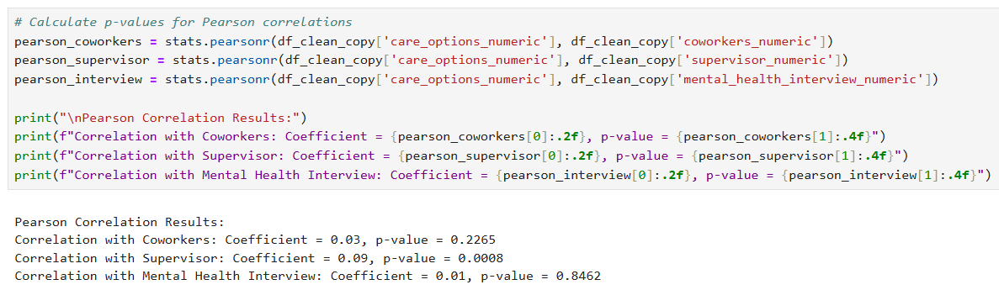 # Calculate p-values for Pearson correlations
pearson_coworkers = stats.pearsonr(df_clean_copy['care_options_numeric'], df_clean_copy['coworkers_numeric'])
pearson_supervisor = stats.pearsonr(df_clean_copy['care_options_numeric'], df_clean_copy['supervisor_numeric'])
pearson_interview = stats.pearsonr(df_clean_copy['care_options_numeric'], df_clean_copy['mental_health_interview_numeric'])
print("\nPearson Correlation Results:")
print(f"Correlation with Coworkers: Coefficient = {pearson_coworkers[0]:.2f}, p-value = {pearson_coworkers[1]:.4f}")
print(f"Correlation with Supervisor: Coefficient = {pearson_supervisor[0]:.2f}, p-value = {pearson_supervisor[1]:.4f}")
print(f"Correlation with Mental Health Interview: Coefficient = {pearson_interview[0]:.2f}, p-value = {pearson_interview[1]:.4f}")
Pearson Correlation Results:
Correlation with Coworkers: Coefficient = 0.03, p-value = 0.2265
Correlation with Supervisor: Coefficient = 0.09, p-value = 0.0008
Correlation with Mental Health Interview: Coefficient = 0.01, p-value = 0.8462